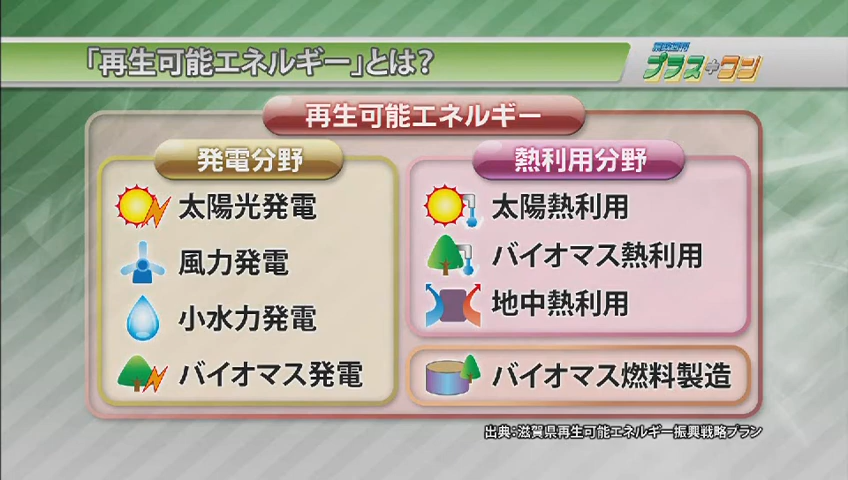 「再生可能エネルギー」とは?
プラス+ワン
再生可能エネルギー
発電分野
太陽光発電
風力発電
小水力発電
バイオマス発電
熱利用分野
太陽熱利用
バイオマス熱利用
地中熱利用
バイオマス燃料製造
出典:滋賀県再生可能エネルギー振興戦略プラン